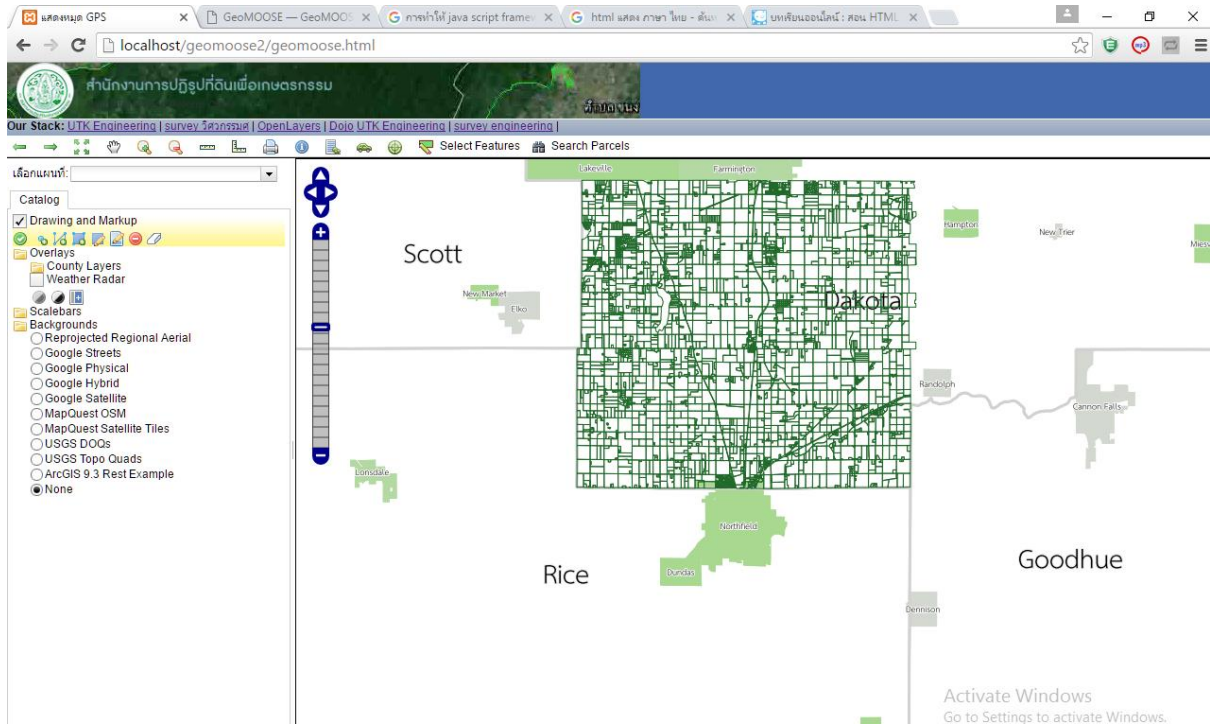 แสดงหมุด GPS
GeoMOOSE — GeoMOOS
การทำให้ java script frame
html แสดง ภาษา ไทย - ค้นห
บทเรียนออนไลน์ : สอน HTML
localhost/geomoose2/geomoose.html
สำนักงานการปฏิรูปที่ดินเพื่อเกษตรกรรม
Our Stack: UTK Engineering | survey วิศวกรรมศ | OpenLayers | Dojo UTK Engineering | survey engineering |
Select Features Search Parcels
เลือกแผนที่:
Catalog
Drawing and Markup
Overlays
County Layers
Weather Radar
Scalebars
Backgrounds
Reprojected Regional Aerial
Google Streets
Google Physical
Google Hybrid
Google Satellite
MapQuest OSM
MapQuest Satellite Tiles
USGS DOQs
USGS Topo Quads
ArcGIS 9.3 Rest Example
None
Lakeville
Farmington
Hampton
New Trier
Miesv
Scott
New Market
Elko
Dakota
Randolph
Cannon Falls
Lonsdale
Northfield
Dundas
Rice
Goodhue
Dennison
Activate Windows
Go to Settings to activate Windows.